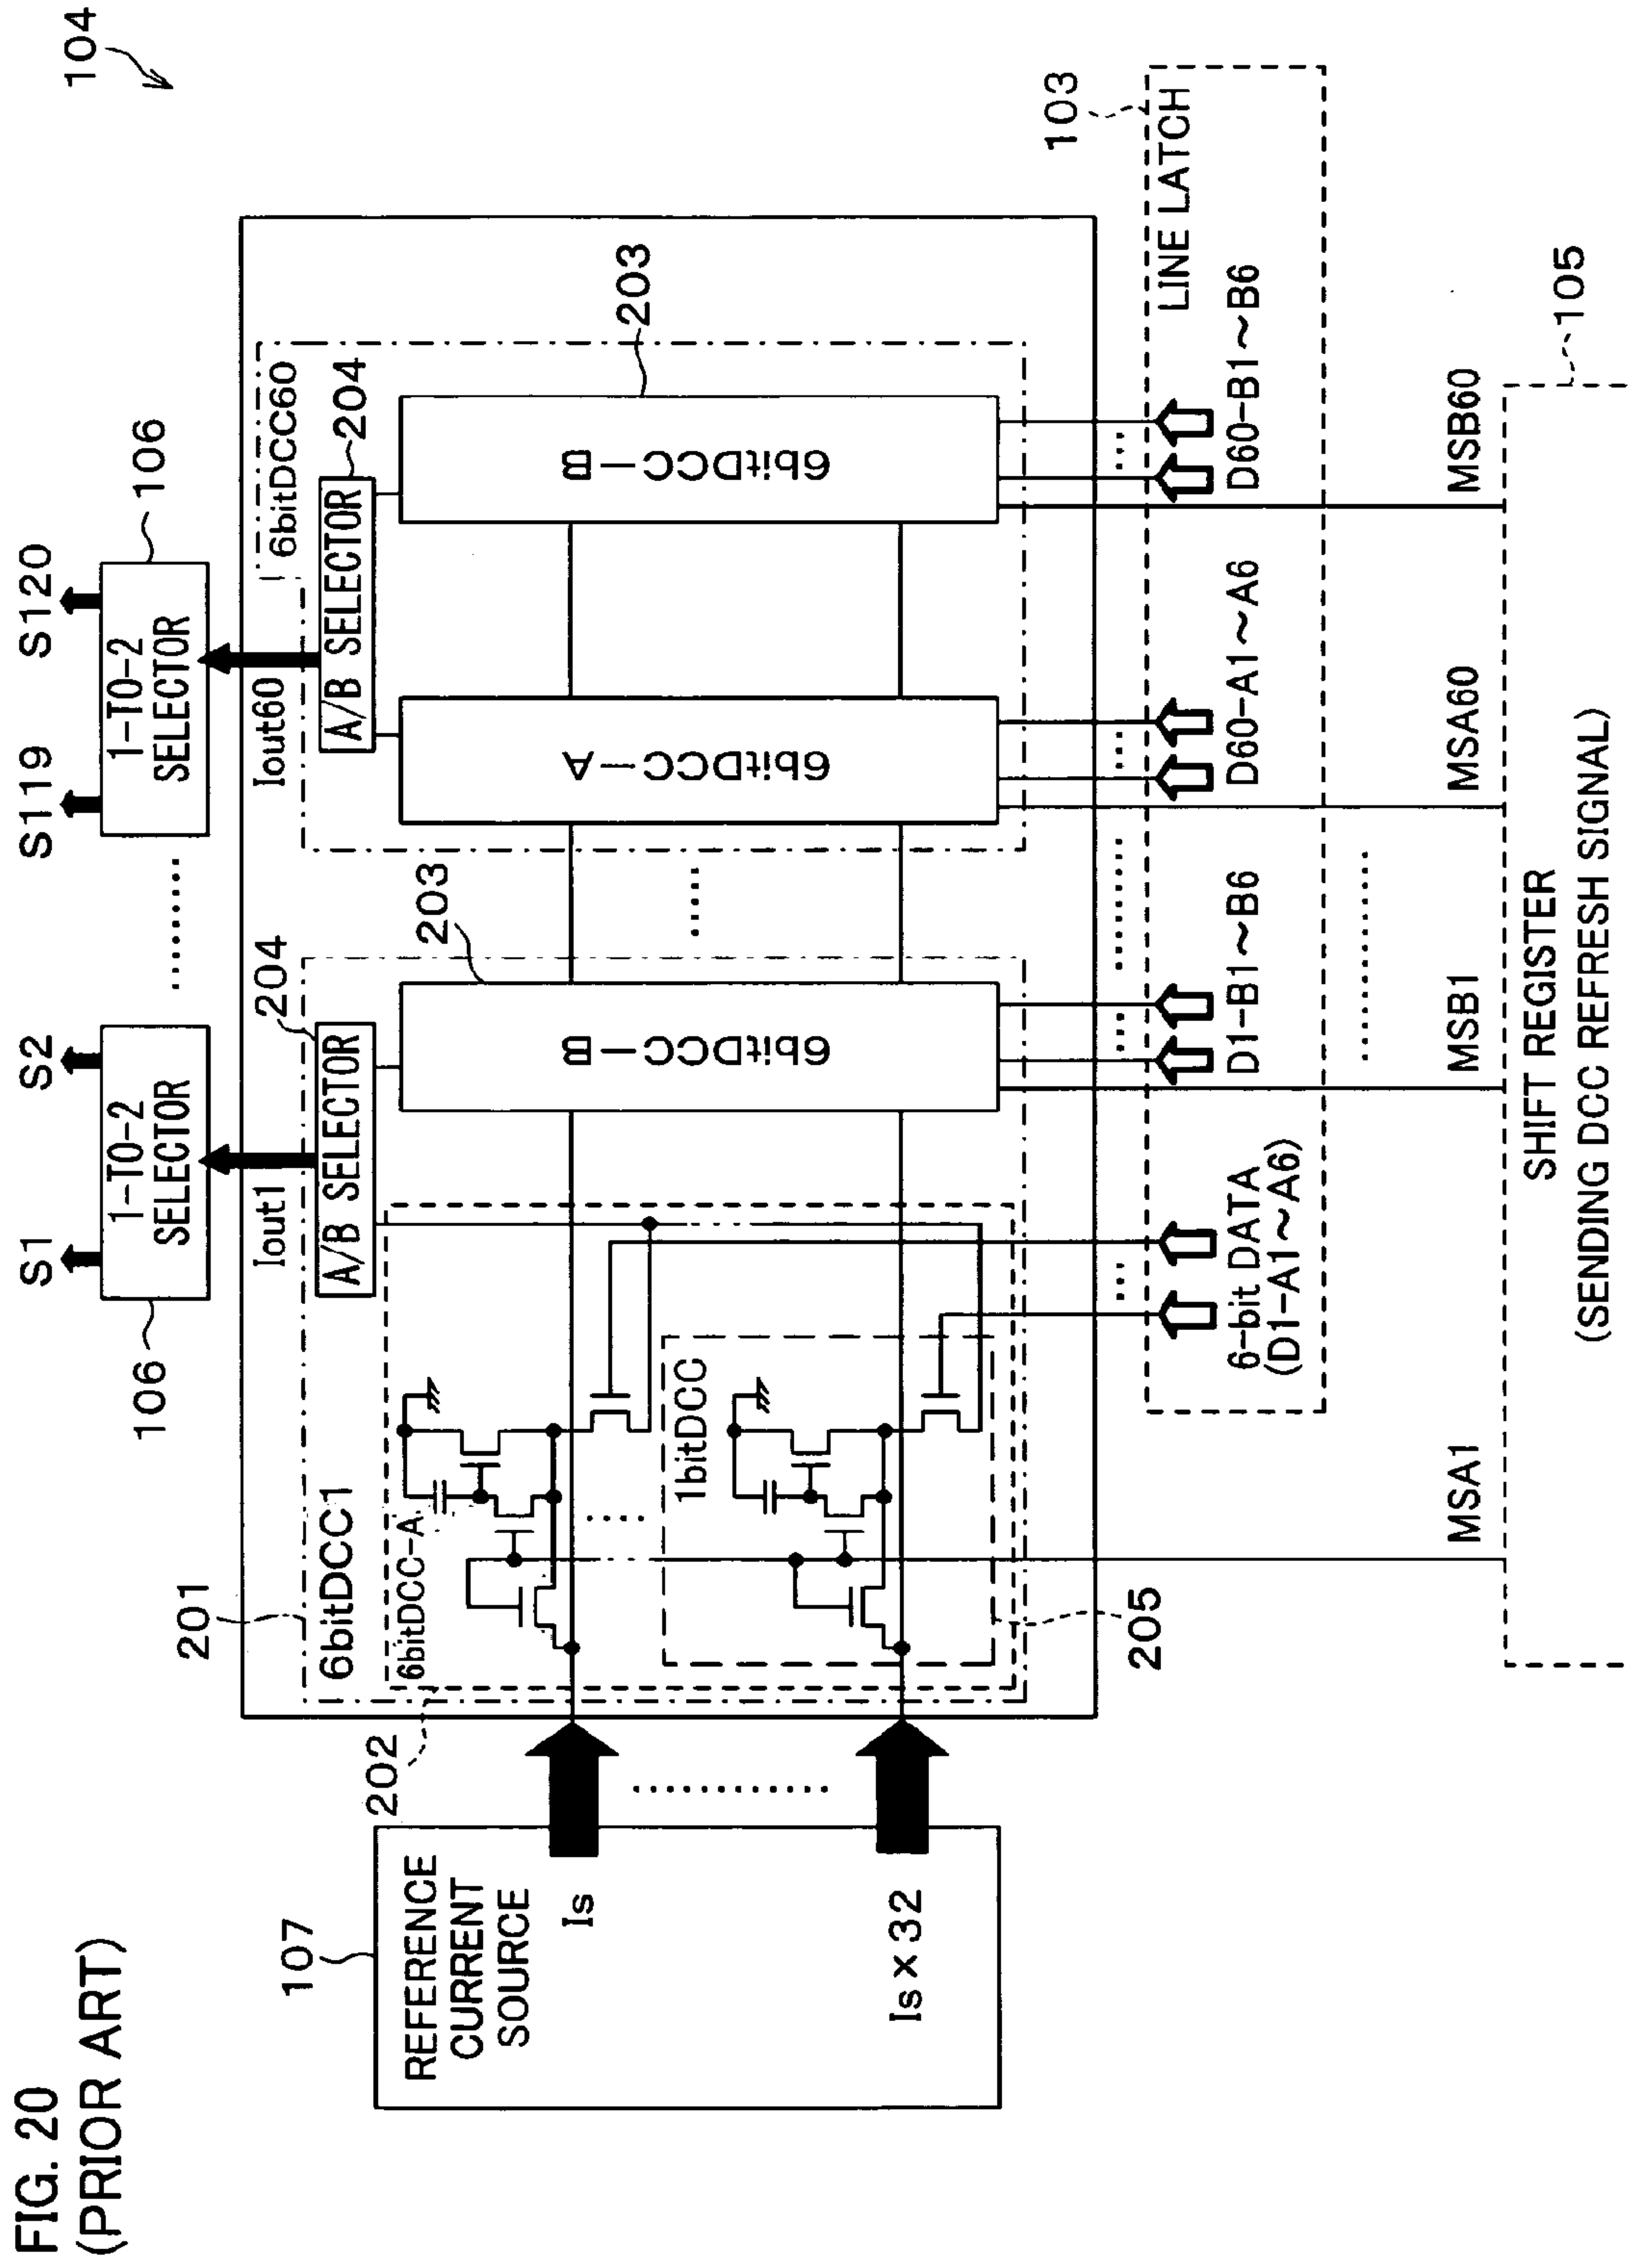 FIG. 20
(PRIOR ART)
104
S1
S2
S119
S120
106
1-TO-2
SELECTOR
1-TO-2
SELECTOR
106
Iout1
Iout60
201
6bitDCC1
204
A/B SELECTOR
6bitDCC60
A/B SELECTOR
204
107
REFERENCE
CURRENT
SOURCE
Is
Is×32
202
6bitDCC-A
1bitDCC
205
203
6bitDCC-B
6bitDCC-A
6bitDCC-B
203
103
LINE LATCH
6-bit DATA
(D1-A1~A6)
D1-B1~B6
D60-A1~A6
D60-B1~B6
MSA1
MSB1
MSA60
MSB60
105
SHIFT REGISTER
(SENDING DCC REFRESH SIGNAL)